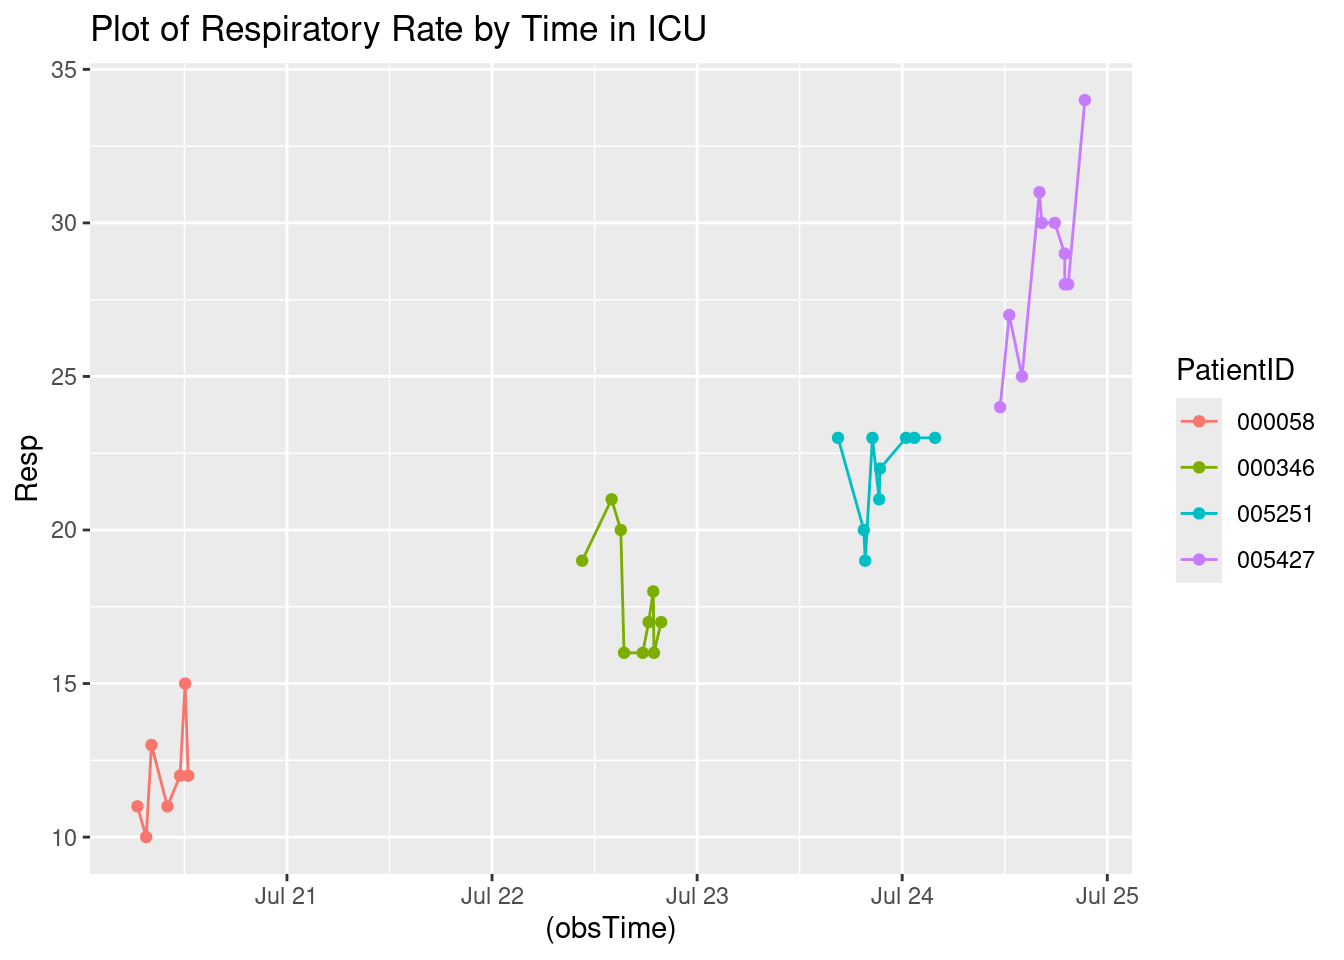 Plot of Respiratory Rate by Time in ICU
35
30
25
20
15
10
Resp
Jul 21
Jul 22
Jul 23
Jul 24
Jul 25
(obsTime)
PatientID
000058
000346
005251
005427